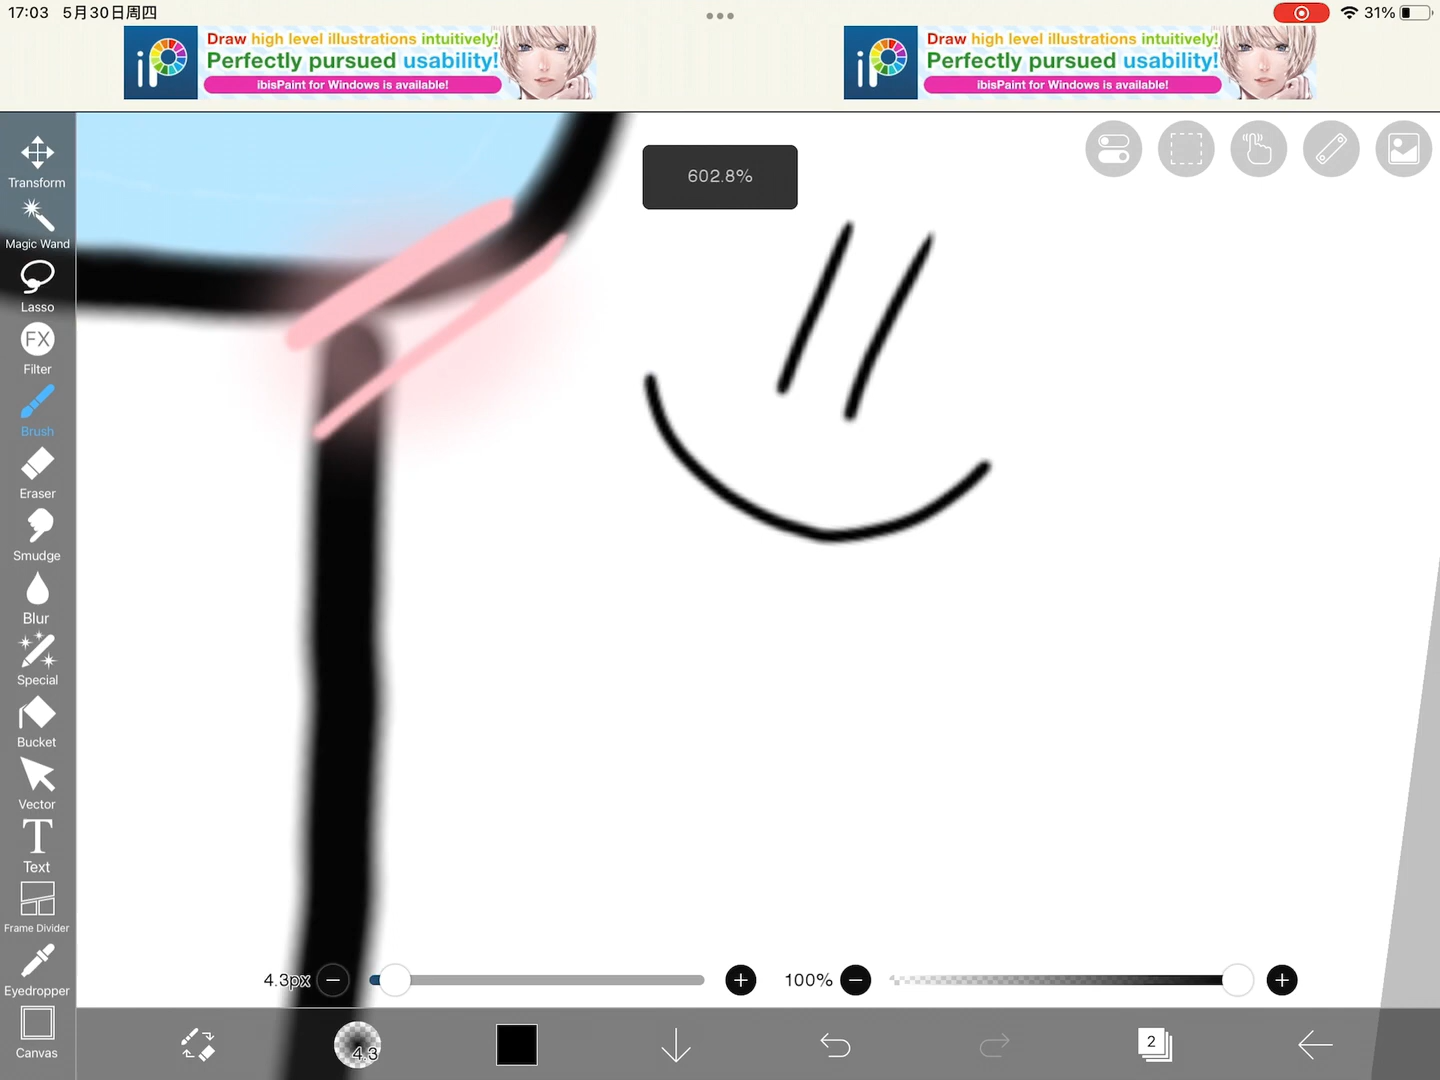 17:03 5月30日周四
31%
iP
Draw high level illustrations intuitively!
Perfectly pursued usability!
ibisPaint for Windows is available!
iP
Draw high level illustrations intuitively!
Perfectly pursued usability!
ibisPaint for Windows is available!
602.8%
Transform
Magic Wand
Lasso
FX
Filter
Brush
Eraser
Smudge
Blur
Special
Bucket
Vector
T
Text
Frame Divider
Eyedropper
Canvas
4.3px
100%
4.3
2